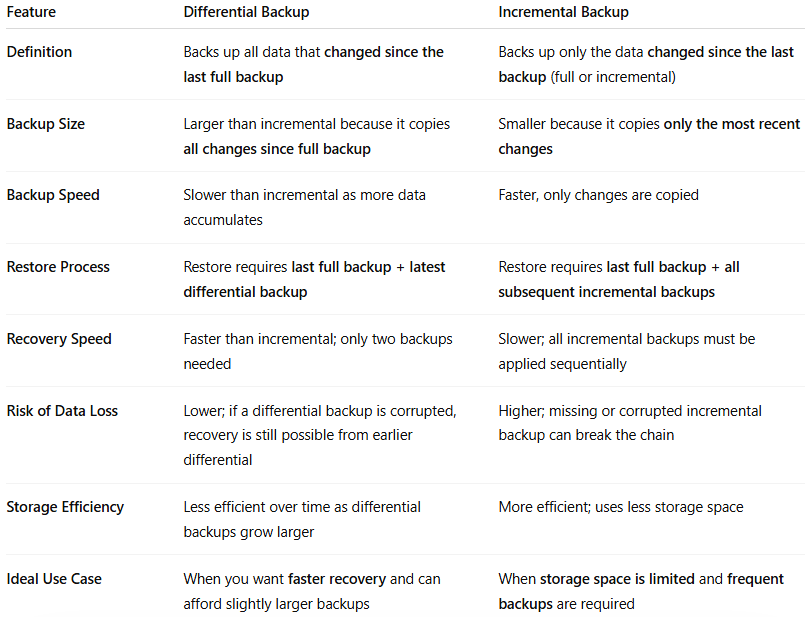 Feature Differential Backup Incremental Backup
Definition Backs up all data that changed since the Backs up only the data changed since the last
last full backup backup (full or incremental)
Backup Size Larger than incremental because it copies Smaller because it copies only the most recent
all changes since full backup changes
Backup Speed Slower than incremental as more data Faster, only changes are copied
accumulates
Restore Process Restore requires last full backup + latest Restore requires last full backup + all
differential backup subsequent incremental backups
Recovery Speed Faster than incremental; only two backups Slower; all incremental backups must be
needed applied sequentially
Risk of Data Loss Lower; if a differential backup is corrupted, Higher; missing or corrupted incremental
recovery is still possible from earlier backup can break the chain
differential
Storage Efficiency Less efficient over time as differential More efficient; uses less storage space
backups grow larger
Ideal Use Case When you want faster recovery and can When storage space is limited and frequent
afford slightly larger backups backups are required